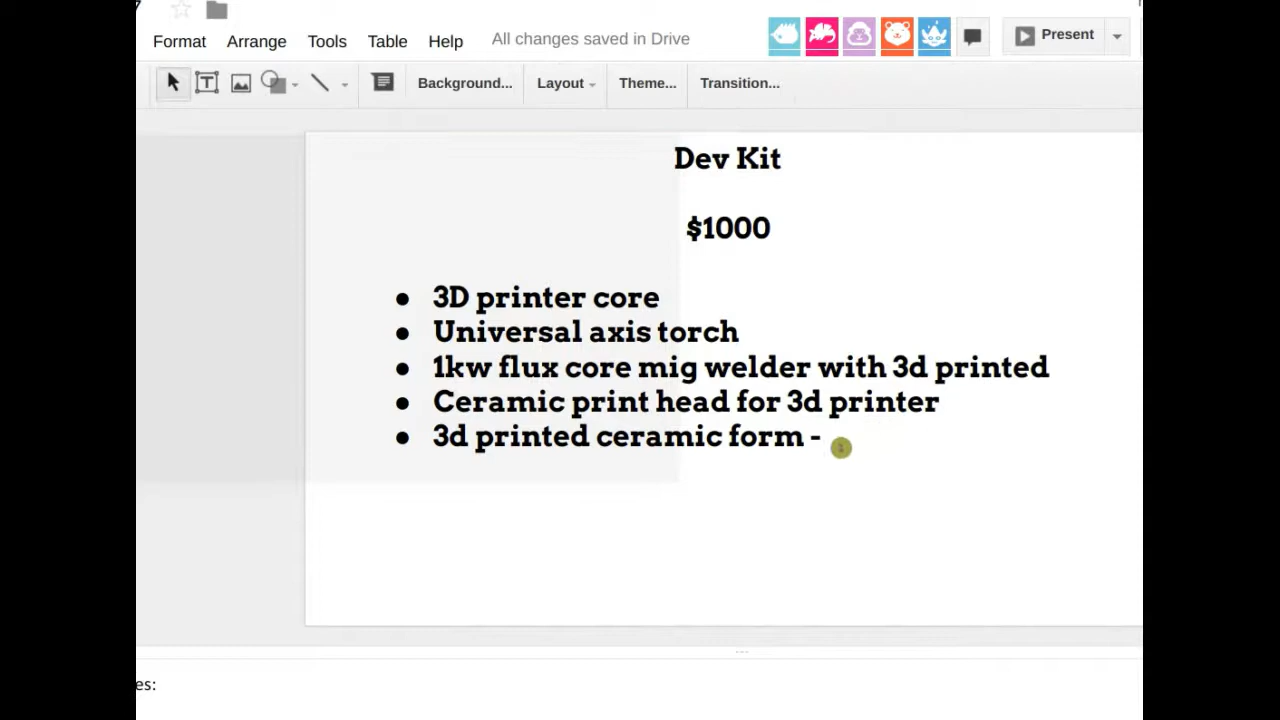 Format Arrange Tools Table Help All changes saved in Drive Present
Background... Layout Theme... Transition...
Dev Kit
$1000
● 3D printer core
● Universal axis torch
● 1kw flux core mig welder with 3d printed
● Ceramic print head for 3d printer
● 3d printed ceramic form -
es: